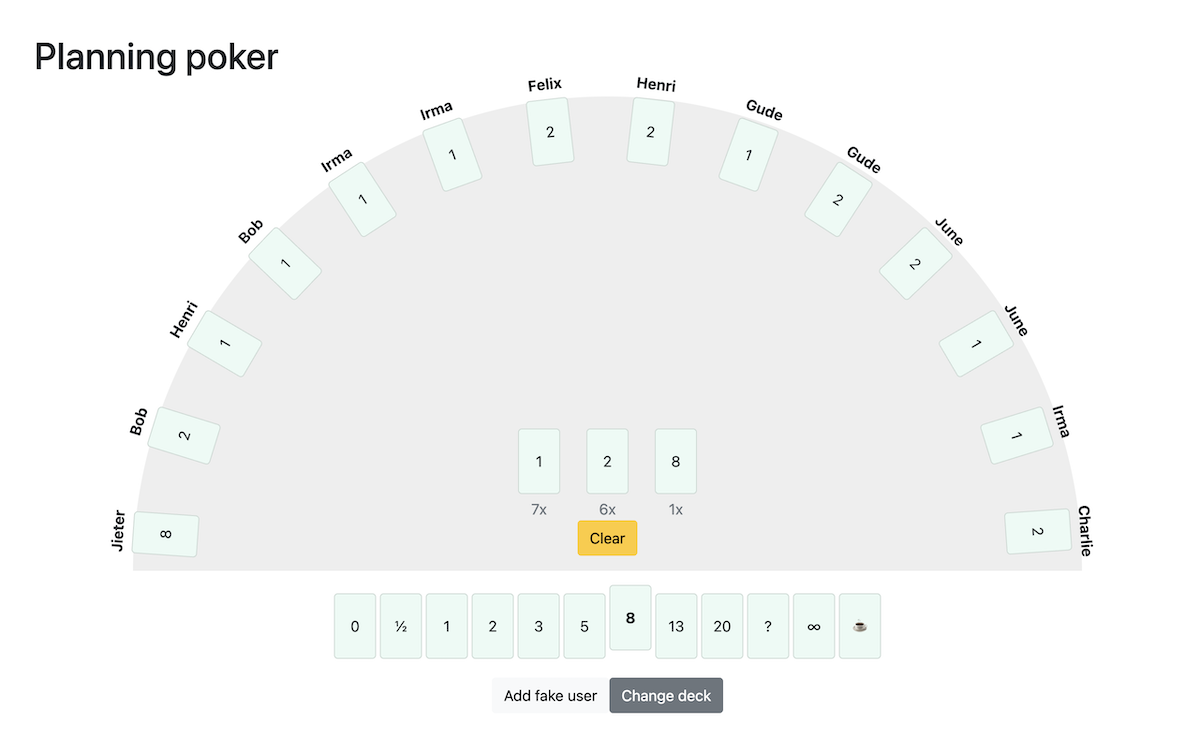 Planning poker
Jieter
8
Bob
2
Henri
1
Bob
1
Irma
1
Irma
1
Felix
2
Henri
2
Gude
1
Gude
2
June
2
June
1
Irma
1
Charlie
2
1 2 8
7x 6x 1x
Clear
0 ½ 1 2 3 5 8 13 20 ? ∞ ☕
Add fake user Change deck